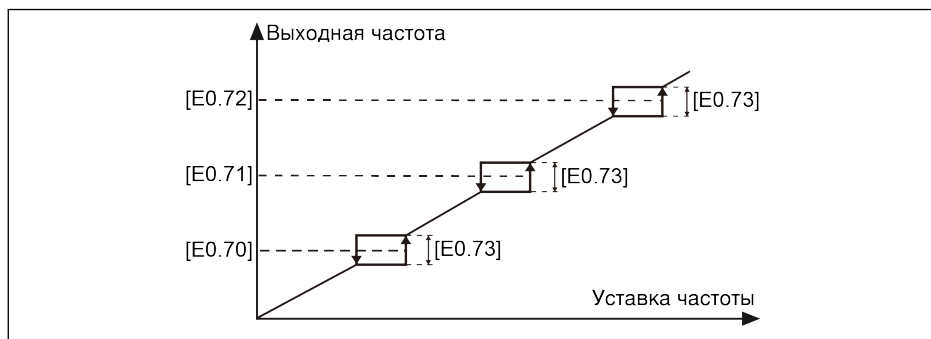 Выходная частота
[E0.72]
[E0.73]
[E0.71]
[E0.73]
[E0.70]
[E0.73]
Уставка частоты